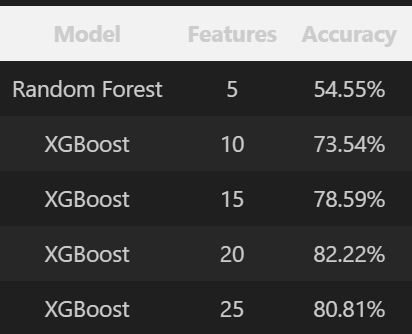 Model Features Accuracy
Random Forest 5 54.55%
XGBoost 10 73.54%
XGBoost 15 78.59%
XGBoost 20 82.22%
XGBoost 25 80.81%